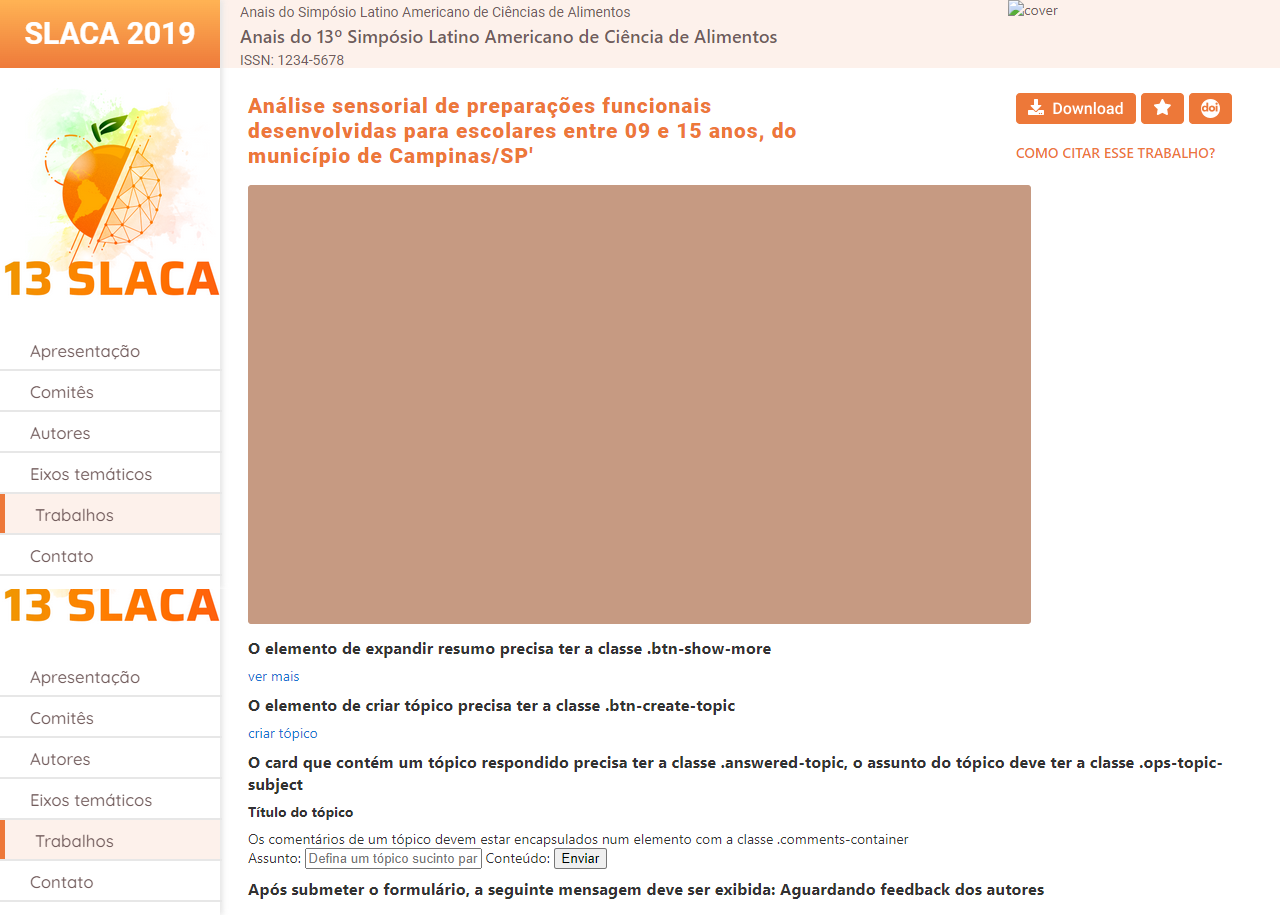 SLACA 2019
Anais do Simpósio Latino Americano de Ciências de Alimentos
Anais do 13º Simpósio Latino Americano de Ciência de Alimentos
ISSN: 1234-5678
cover
13 SLACA
Apresentação
Comitês
Autores
Eixos temáticos
Trabalhos
Contato
13 SLACA
Apresentação
Comitês
Autores
Eixos temáticos
Trabalhos
Contato
Análise sensorial de preparações funcionais
desenvolvidas para escolares entre 09 e 15 anos, do
município de Campinas/SP'
Download
doi
COMO CITAR ESSE TRABALHO?
O elemento de expandir resumo precisa ter a classe .btn-show-more
ver mais
O elemento de criar tópico precisa ter a classe .btn-create-topic
criar tópico
O card que contém um tópico respondido precisa ter a classe .answered-topic, o assunto do tópico deve ter a classe .ops-topic-
subject
Título do tópico
Os comentários de um tópico devem estar encapsulados num elemento com a classe .comments-container
Assunto: Defina um tópico sucinto par Conteúdo: Enviar
Após submeter o formulário, a seguinte mensagem deve ser exibida: Aguardando feedback dos autores